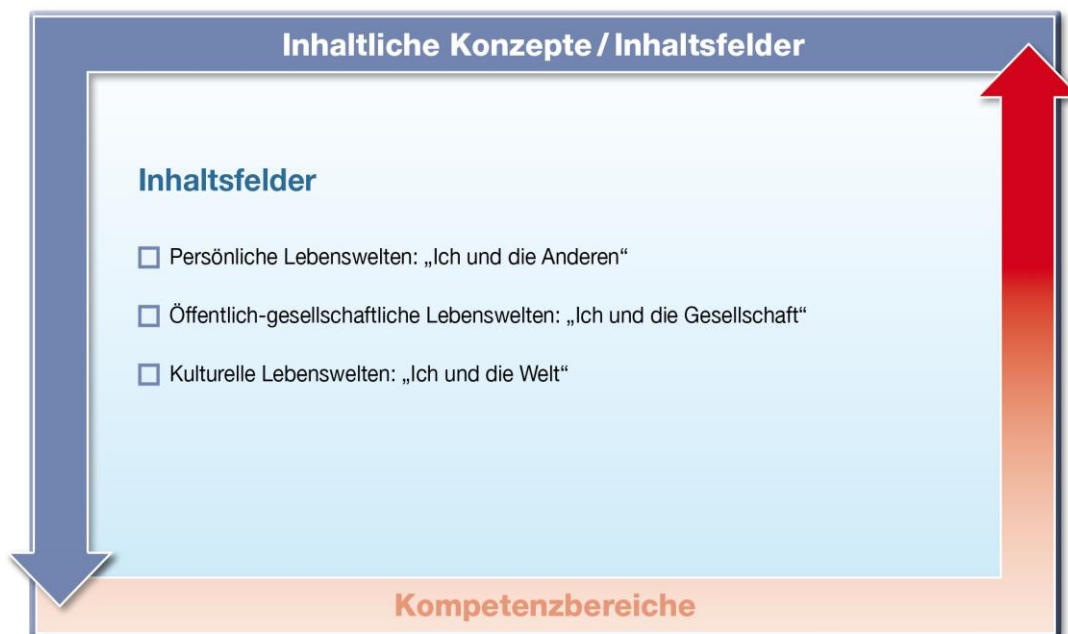 Inhaltliche Konzepte / Inhaltsfelder
Inhaltsfelder
Persönliche Lebenswelten: „Ich und die Anderen“
Öffentlich-gesellschaftliche Lebenswelten: „Ich und die Gesellschaft“
Kulturelle Lebenswelten: „Ich und die Welt“
Kompetenzbereiche